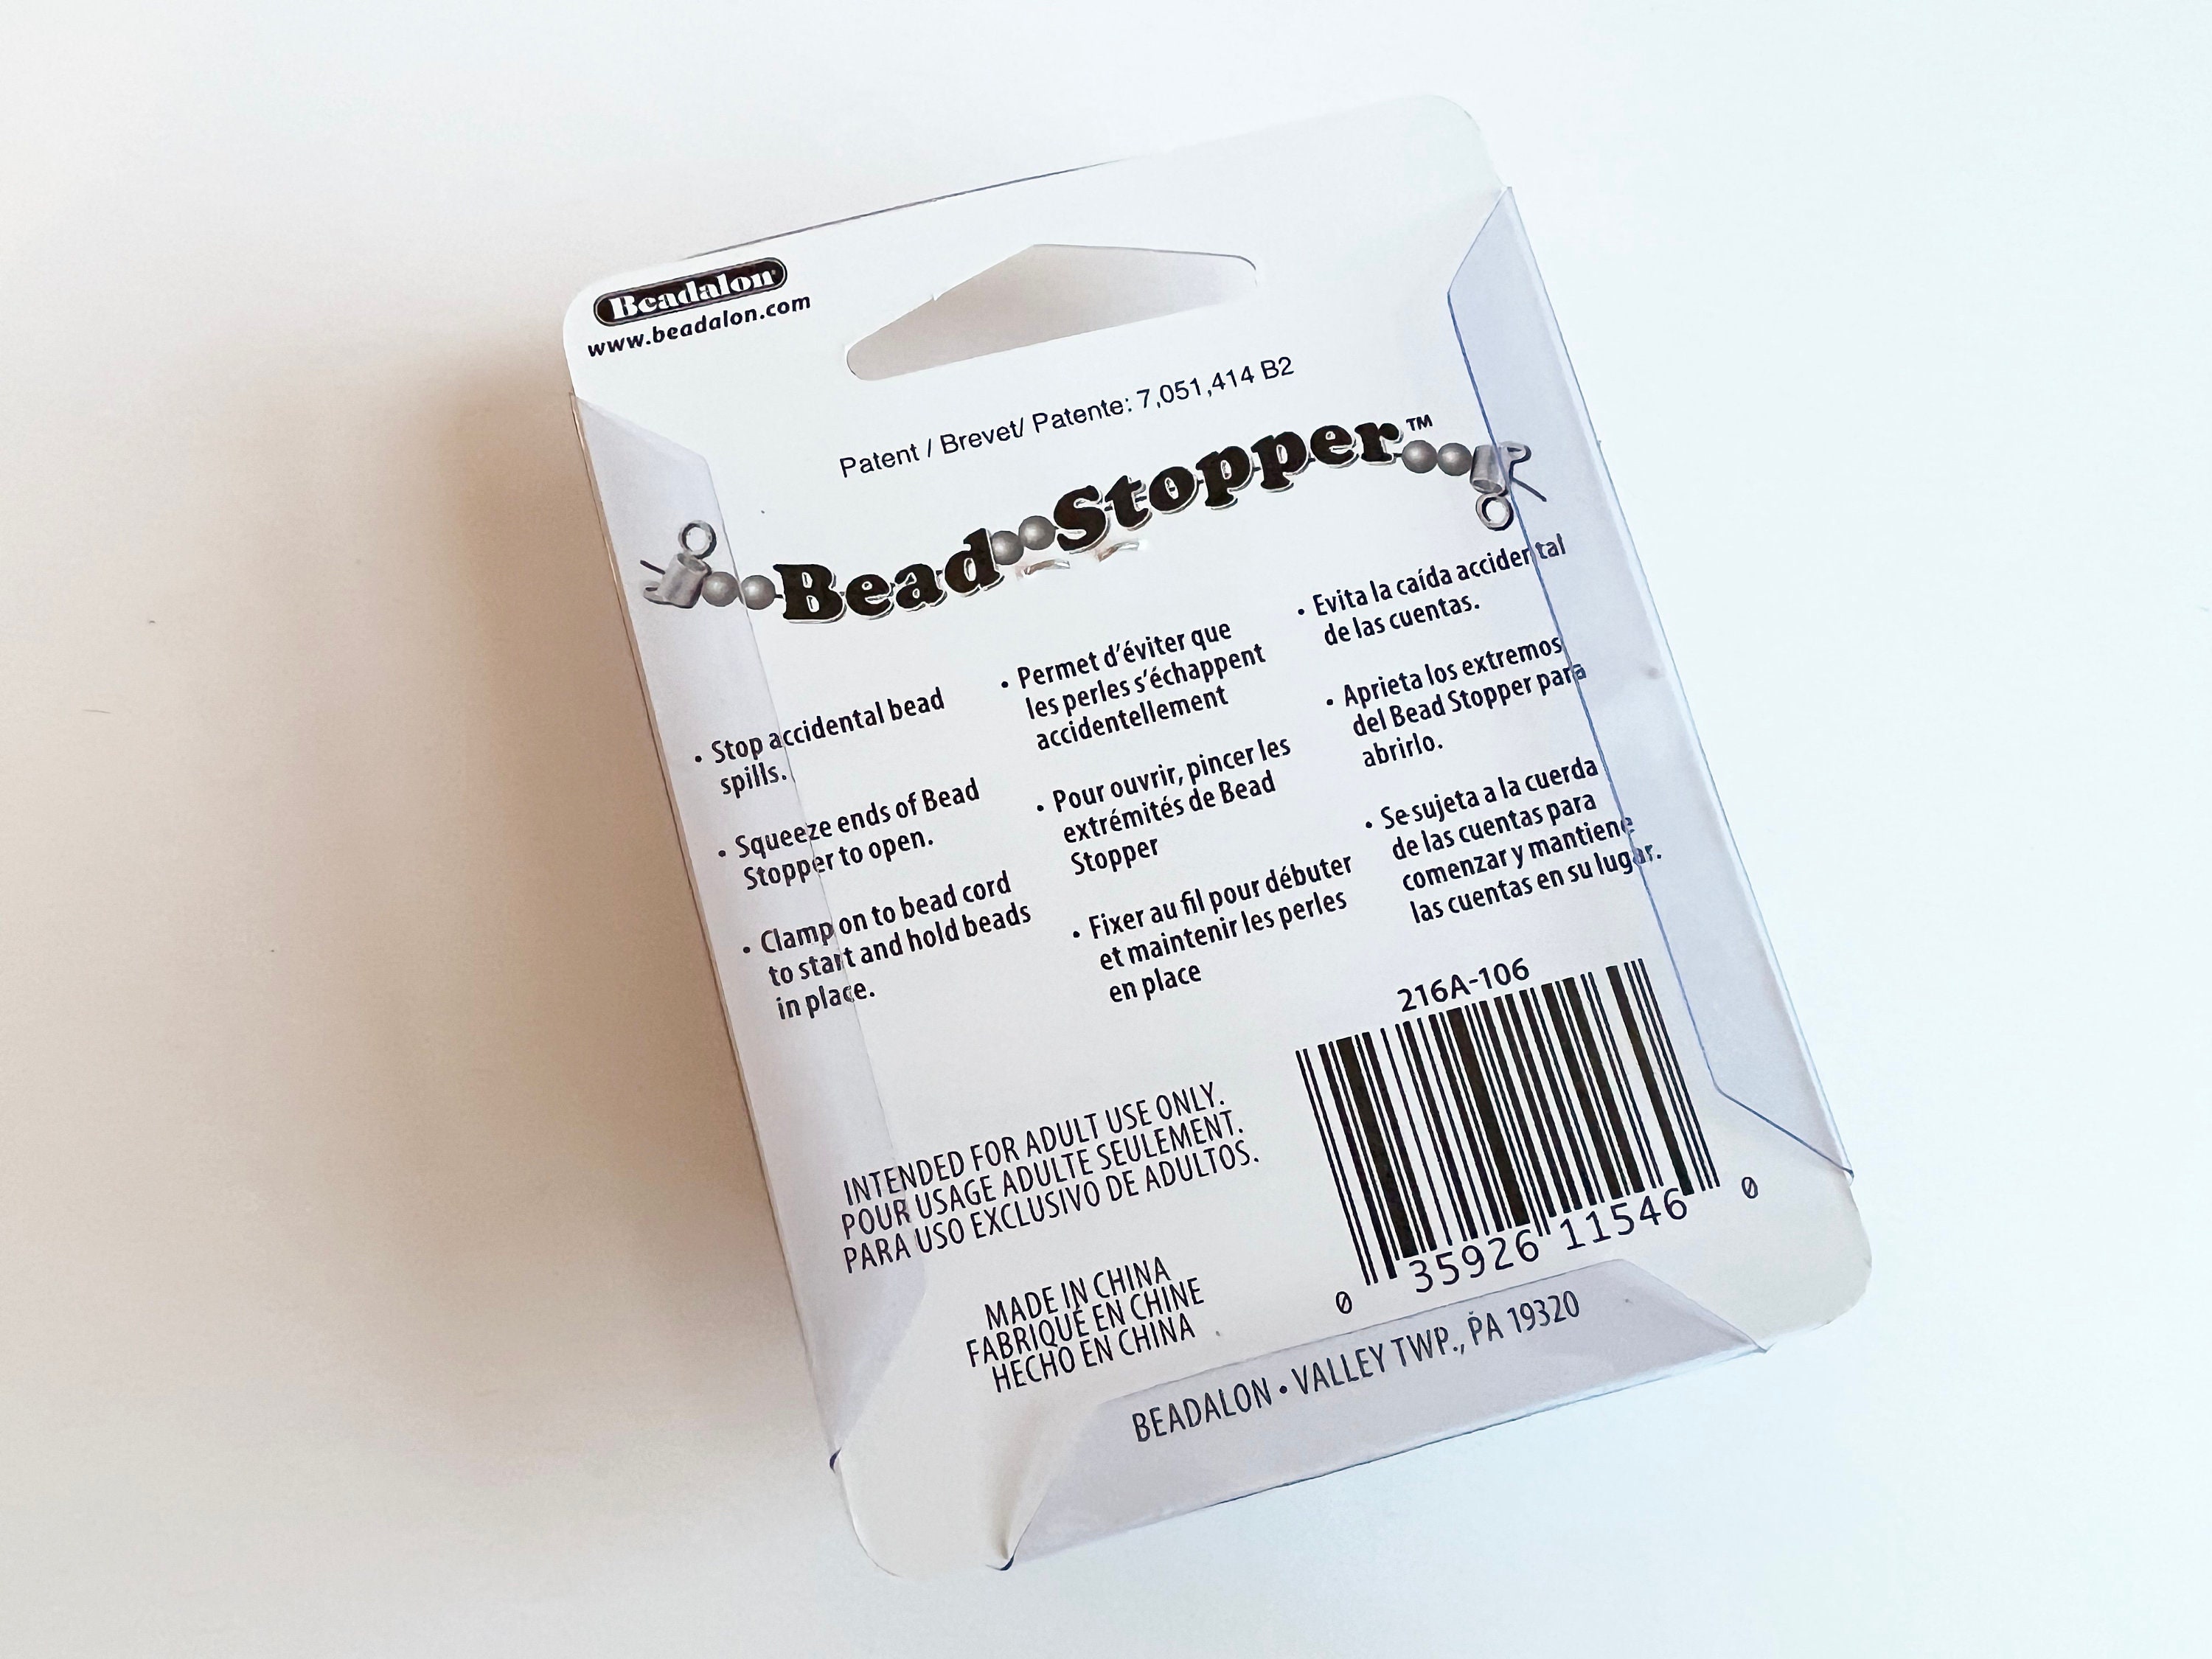 Beadalon
www.beadalon.com
Patent / Brevet/ Patente: 7,051,414 B2
Bead Stopper™
• Stop accidental bead
spills.
• Squeeze ends of Bead
Stopper to open.
• Clamp on to bead cord
to start and hold beads
in place.
• Permet d'éviter que
les perles s'échappent
accidentellement
• Pour ouvrir, pincer les
extrémités de Bead
Stopper
• Fixer au fil pour débuter
et maintenir les perles
en place
• Evita la caída accidental
de las cuentas.
• Aprieta los extremos
del Bead Stopper para
abrirlo.
• Se sujeta a la cuerda
de las cuentas para
comenzar y mantiene
las cuentas en su lugar.
INTENDED FOR ADULT USE ONLY.
POUR USAGE ADULTE SEULEMENT.
PARA USO EXCLUSIVO DE ADULTOS.
MADE IN CHINA
FABRIQUÉ EN CHINE
HECHO EN CHINA
216A-106
0 35926 11546 0
BEADALON • VALLEY TWP., PA 19320